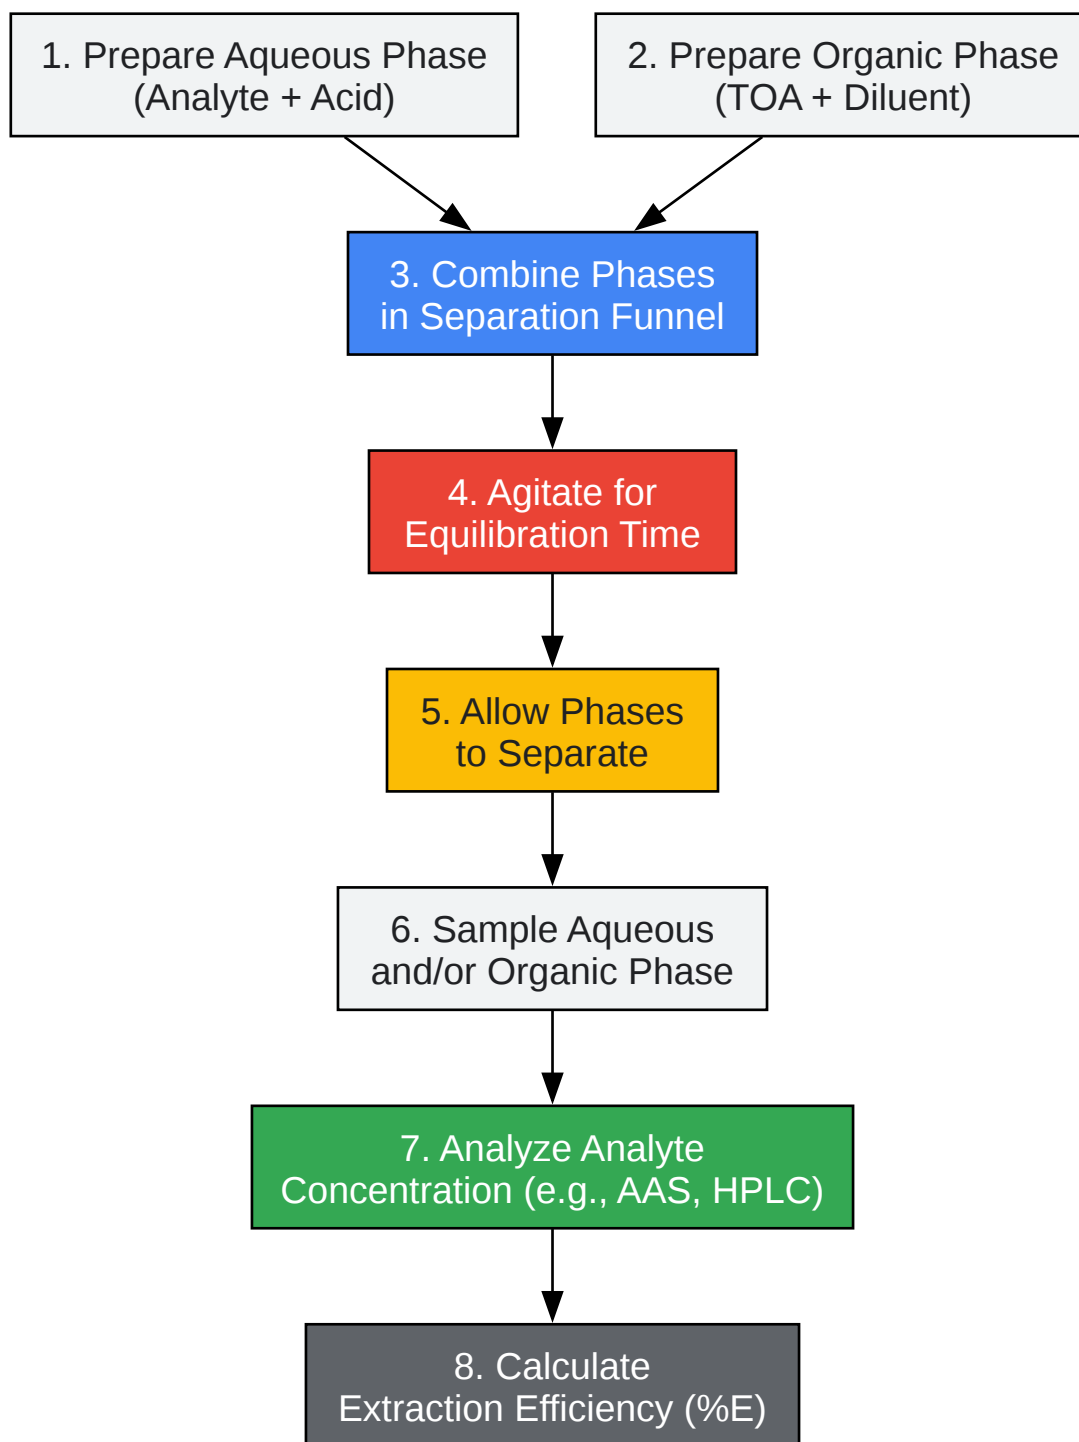 1. Prepare Aqueous Phase
(Analyte + Acid)
2. Prepare Organic Phase
(TOA + Diluent)
3. Combine Phases
in Separation Funnel
4. Agitate for
Equilibration Time
5. Allow Phases
to Separate
6. Sample Aqueous
and/or Organic Phase
7. Analyze Analyte
Concentration (e.g., AAS, HPLC)
8. Calculate
Extraction Efficiency (%E)